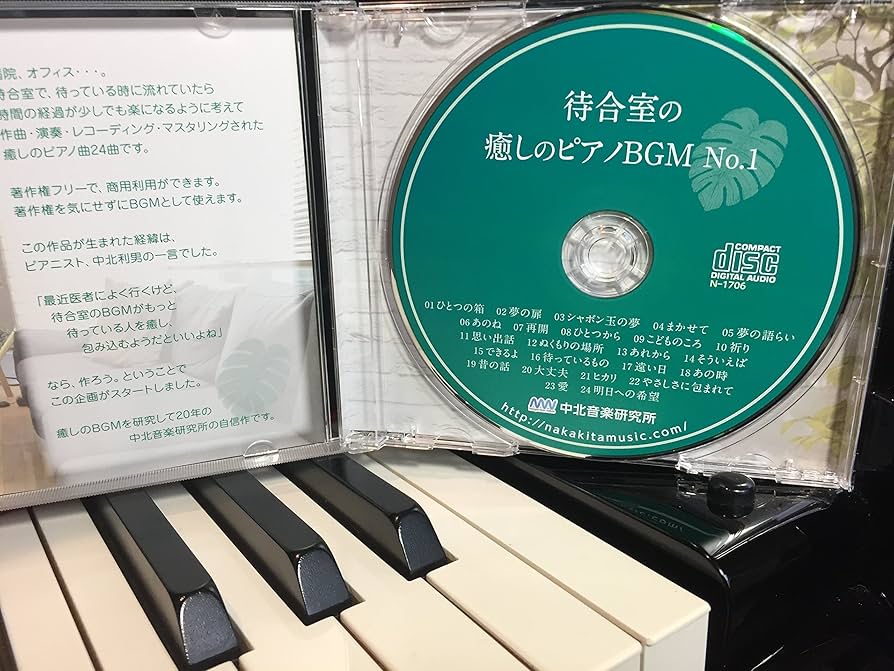 院、オフィス・・・。
待合室で、待っている時に流れていたら
時間の経過が少しでも楽になるように考えて
作曲・演奏・レコーディング・マスタリングされた
癒しのピアノ曲24曲です。
著作権フリーで、商用利用ができます。
著作権を気にせずにBGMとして使えます。
この作品が生まれた経緯は、
ピアニスト、中北利男の一言でした。
「最近医者によく行くけど、
待合室のBGMがもっと
待っている人を癒し、
包み込むようだといいよね」
なら、作ろう。ということで
この企画がスタートしました。
癒しのBGMを研究して20年の
中北音楽研究所の自信作です。
待合室の
癒しのピアノBGM No.1
COMPACT
disc
DIGITAL AUDIO
N-1706
01 ひとつの箱 02 夢の扉 03 シャボン玉の夢 04 まかせて 05 夢の語らい
06 あのね 07 再開 08 ひとつから 09 こどものころ 10 祈り
11 思い出話 12 ぬくもりの場所 13 あれから 14 そういえば
15 できるよ 16 待っているもの 17 遠い日 18 あの時
19 昔の話 20 大丈夫 21 ヒカリ 22 やさしさに包まれて
23 愛 24 明日への希望
中北音楽研究所
http://nakakitamusic.com/